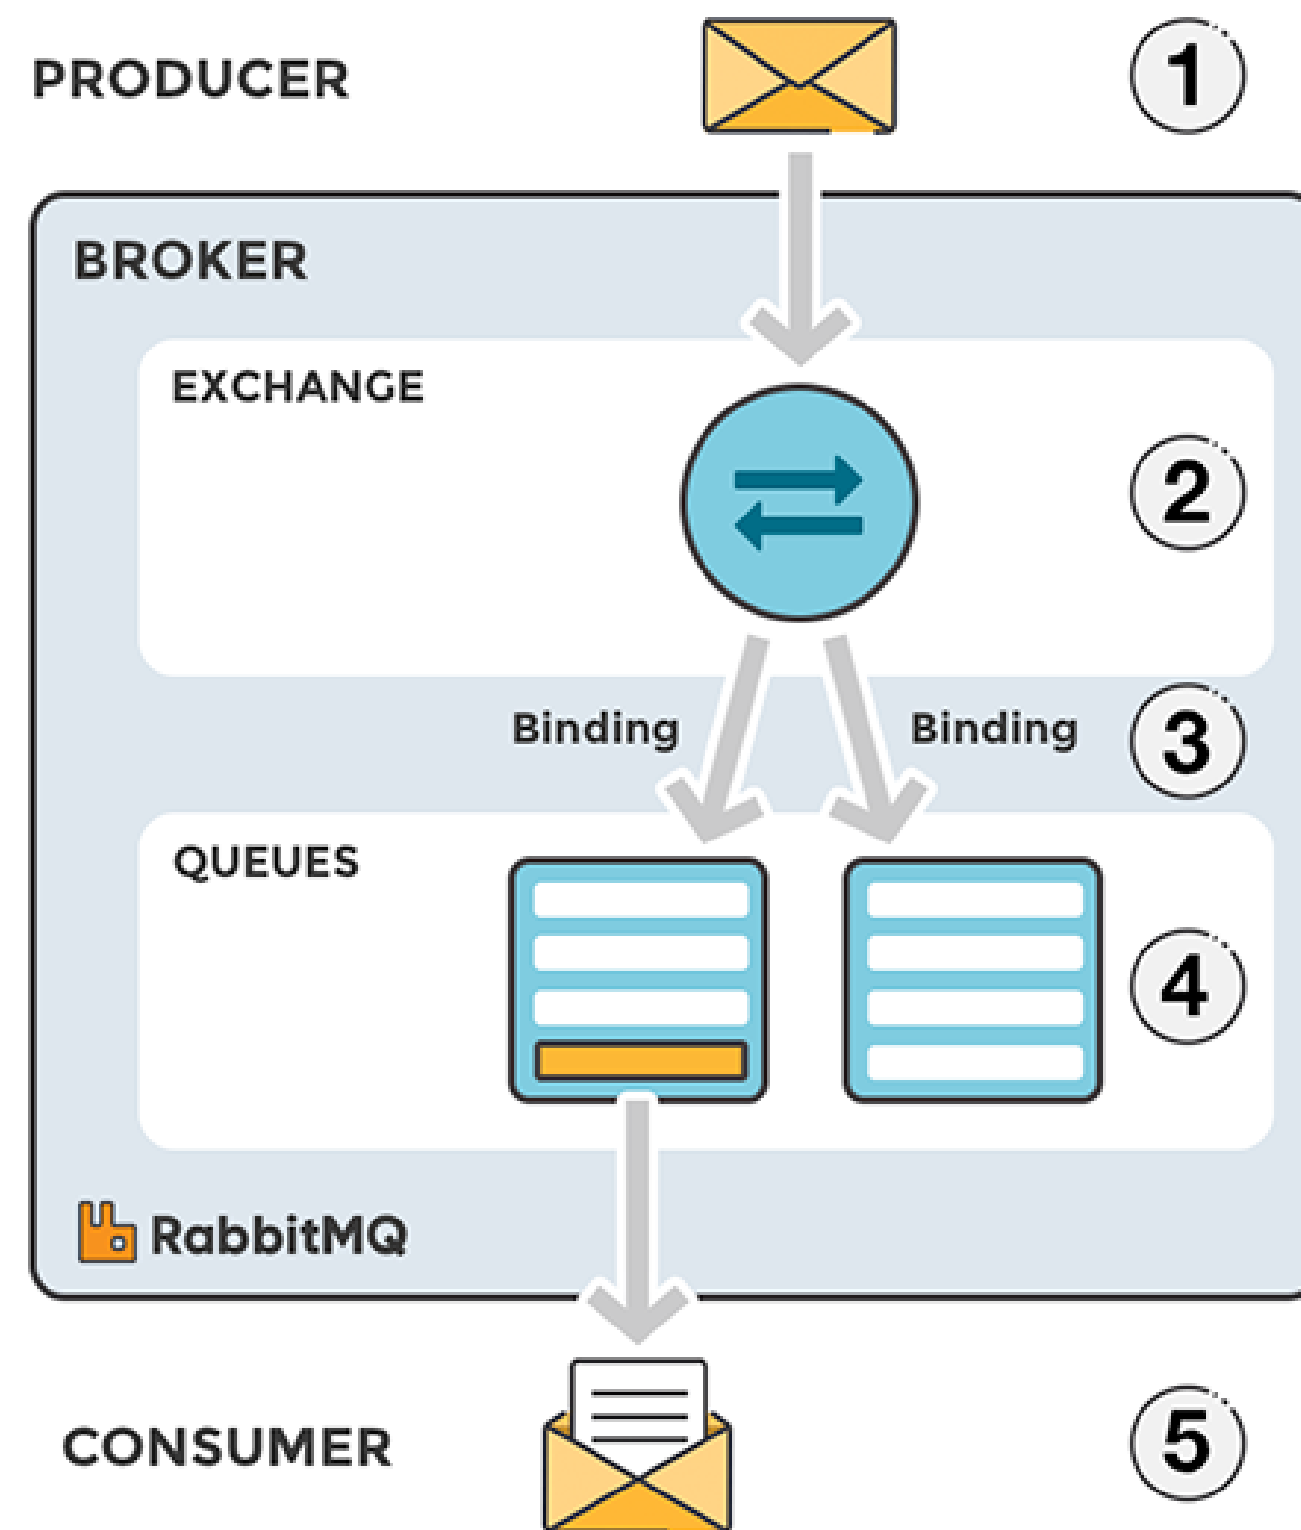 PRODUCER 1
BROKER
EXCHANGE
2
Binding Binding 3
QUEUES
4
RabbitMQ
CONSUMER 5